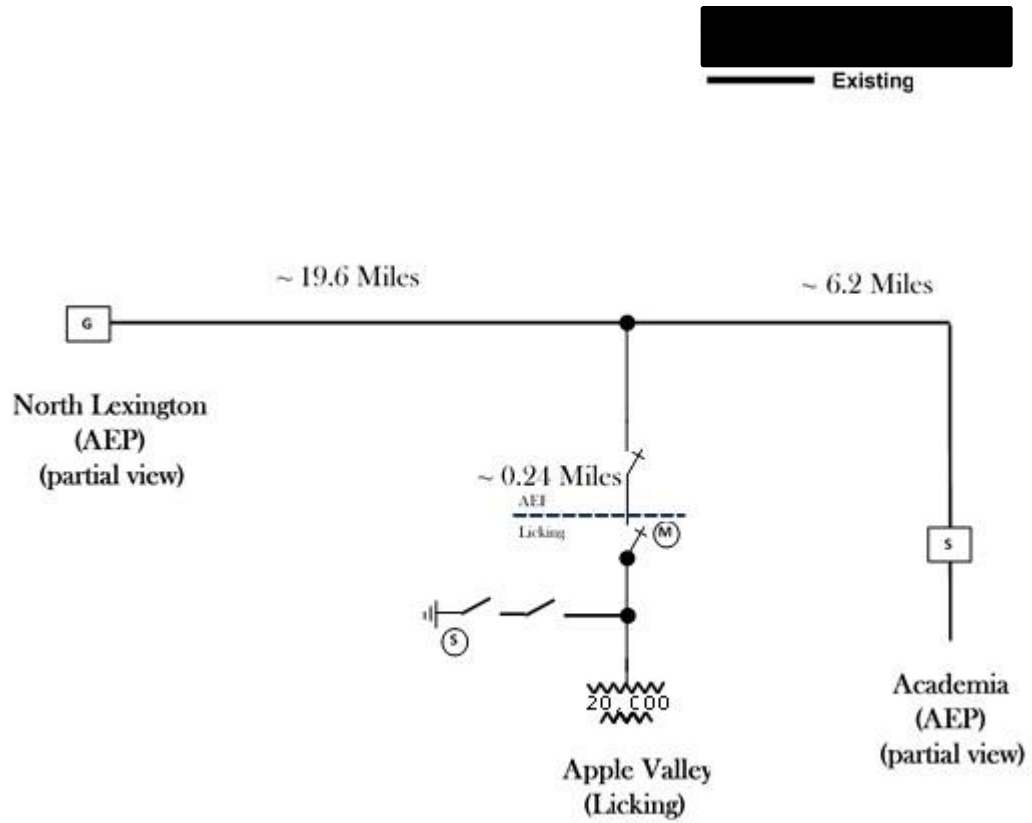 Existing
~ 19.6 Miles
~ 6.2 Miles
G
North Lexington
(AEP)
(partial view)
~ 0.24 Miles
AEP
Licking
M
S
S
20,000
Apple Valley
(Licking)
Academia
(AEP)
(partial view)